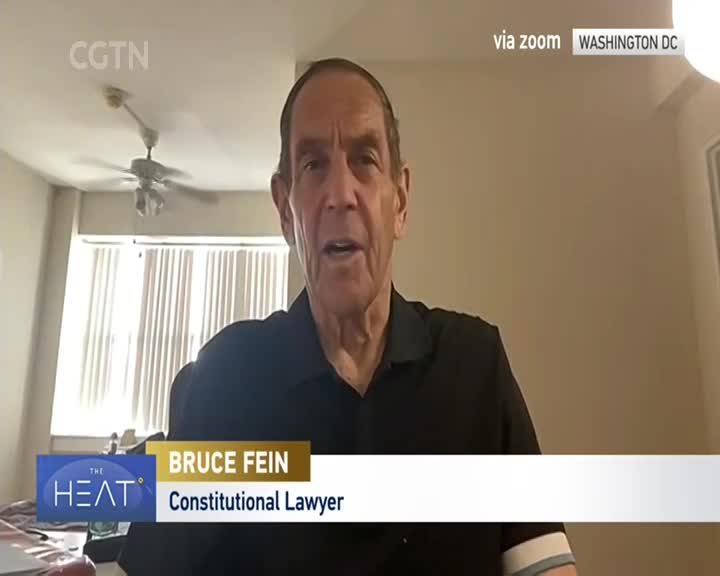 CGTN
via zoom
WASHINGTON DC
BRUCE FEIN
THE
HEAT
Constitutional Lawyer